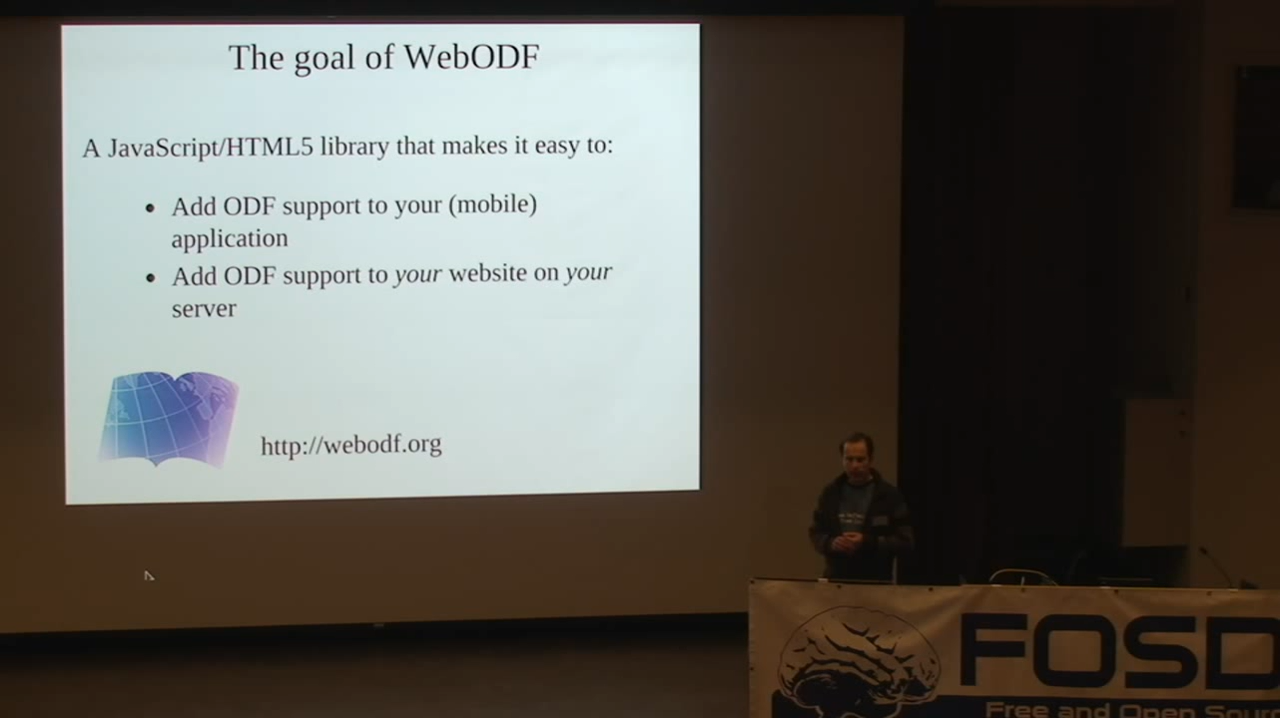 The goal of WebODF
A JavaScript/HTML5 library that makes it easy to:
• Add ODF support to your (mobile)
application
• Add ODF support to your website on your
server
http://webodf.org
FOSD
Free and Open Sour